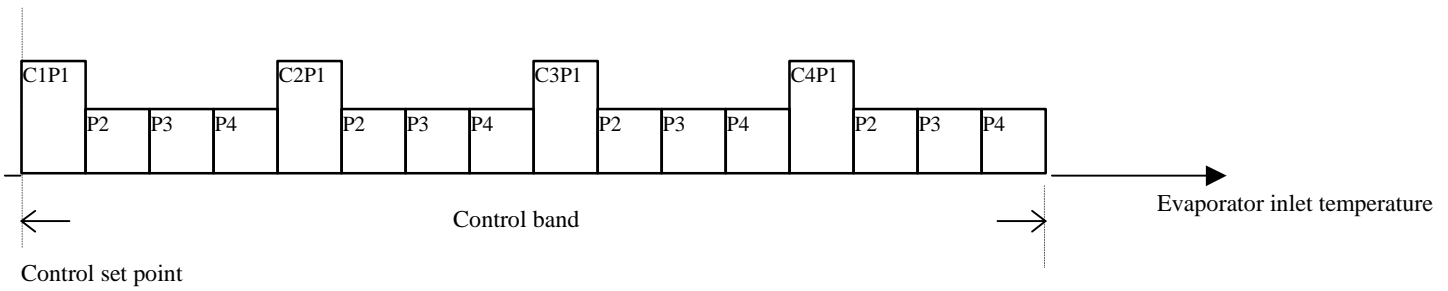 C1P1 C2P1 C3P1 C4P1
P2 P3 P4 P2 P3 P4 P2 P3 P4 P2 P3 P4
Evaporator inlet temperature
Control band
Control set point